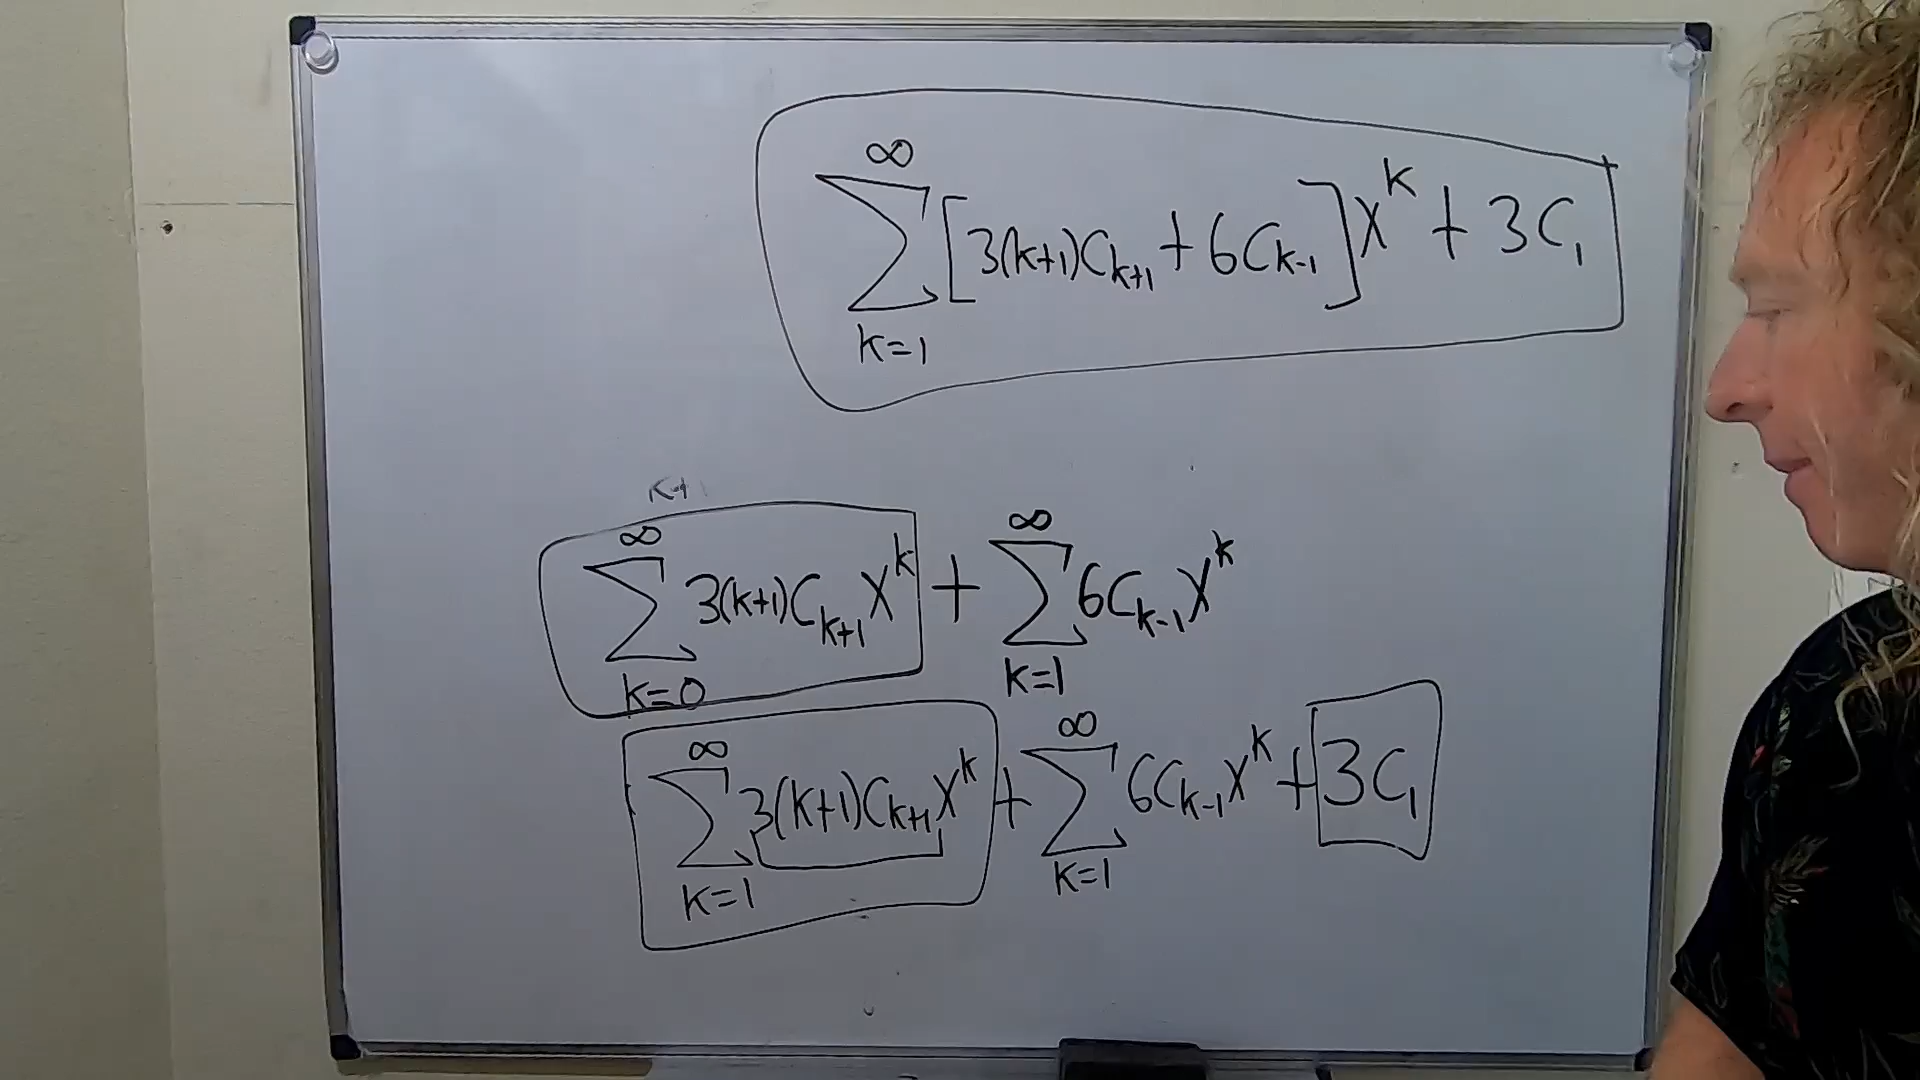 ∞
∑ [3(k+1)C_{k+1} + 6C_{k-1}] X^k + 3C_1
k=1
k+1
∞ ∞
∑ 3(k+1)C_{k+1} X^k + ∑ 6C_{k-1} X^k
k=0 k=1
∞ ∞
∑ 3(k+1)C_{k+1} X^k + ∑ 6C_{k-1} X^k + 3C_1
k=1 k=1